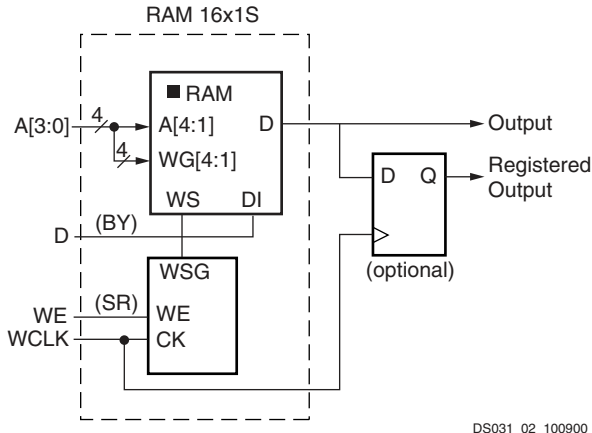 RAM 16x1S
RAM
A[3:0]
4
A[4:1]
D
Output
4
WG[4:1]
D
Q
Registered
Output
WS
DI
D
(BY)
(optional)
WSG
WE
(SR)
WE
WCLK
CK
DS031_02_100900